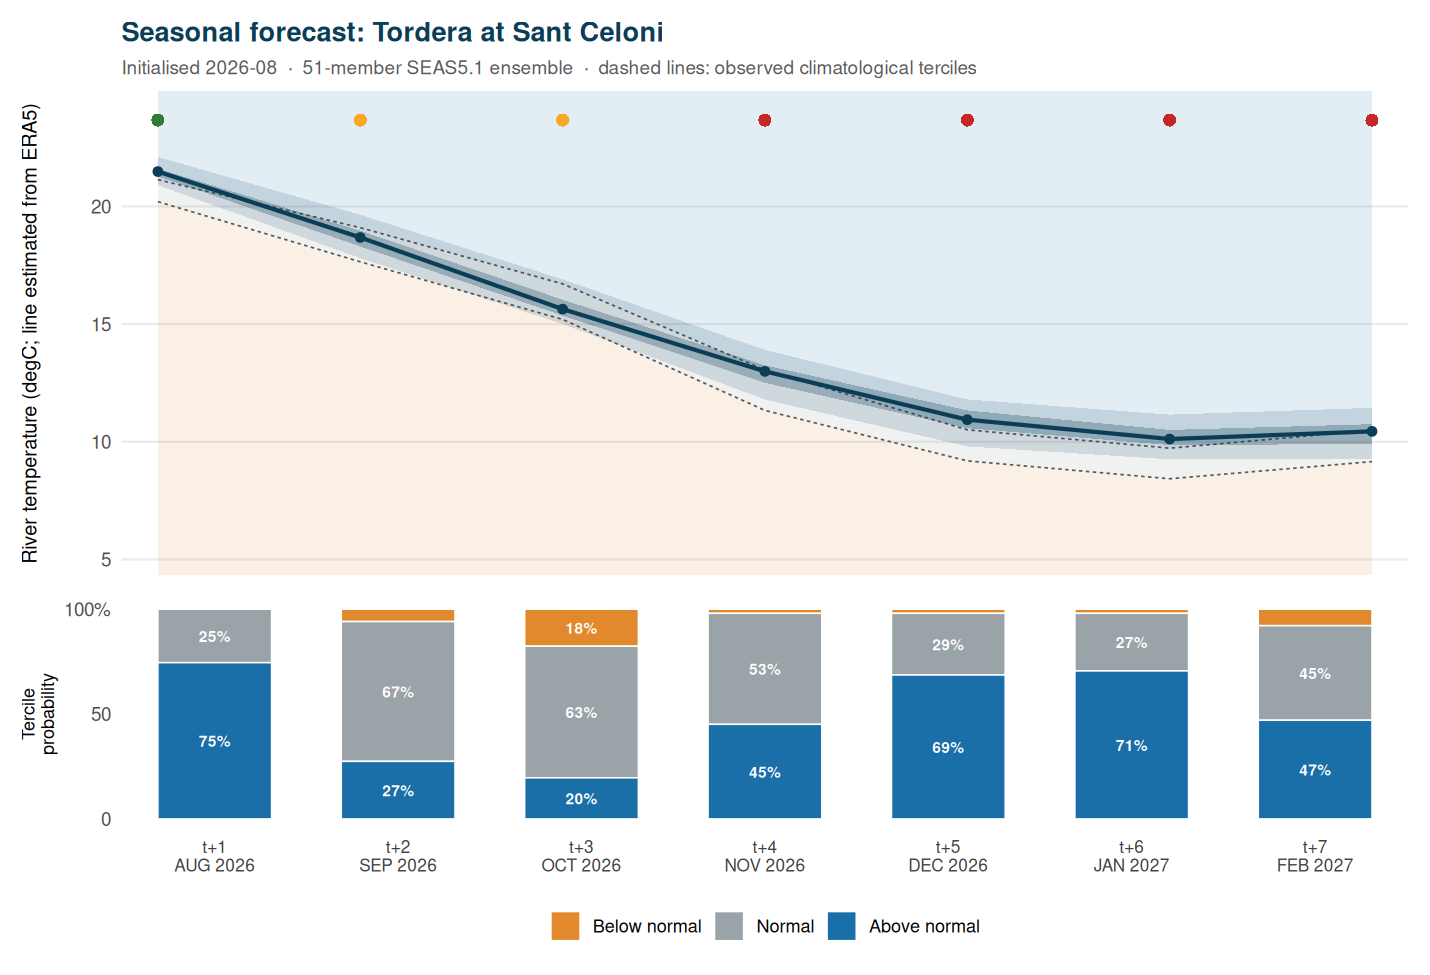 Seasonal forecast: Tordera at Sant Celoni
Initialised 2026-08 · 51-member SEAS5.1 ensemble · dashed lines: observed climatological terciles
River temperature (degC; line estimated from ERA5)
20
15
10
5
Tercile
probability
100%
50
0
25%
75%
67%
27%
18%
63%
20%
53%
45%
29%
69%
27%
71%
45%
47%
t+1
AUG 2026
t+2
SEP 2026
t+3
OCT 2026
t+4
NOV 2026
t+5
DEC 2026
t+6
JAN 2027
t+7
FEB 2027
Below normal
Normal
Above normal